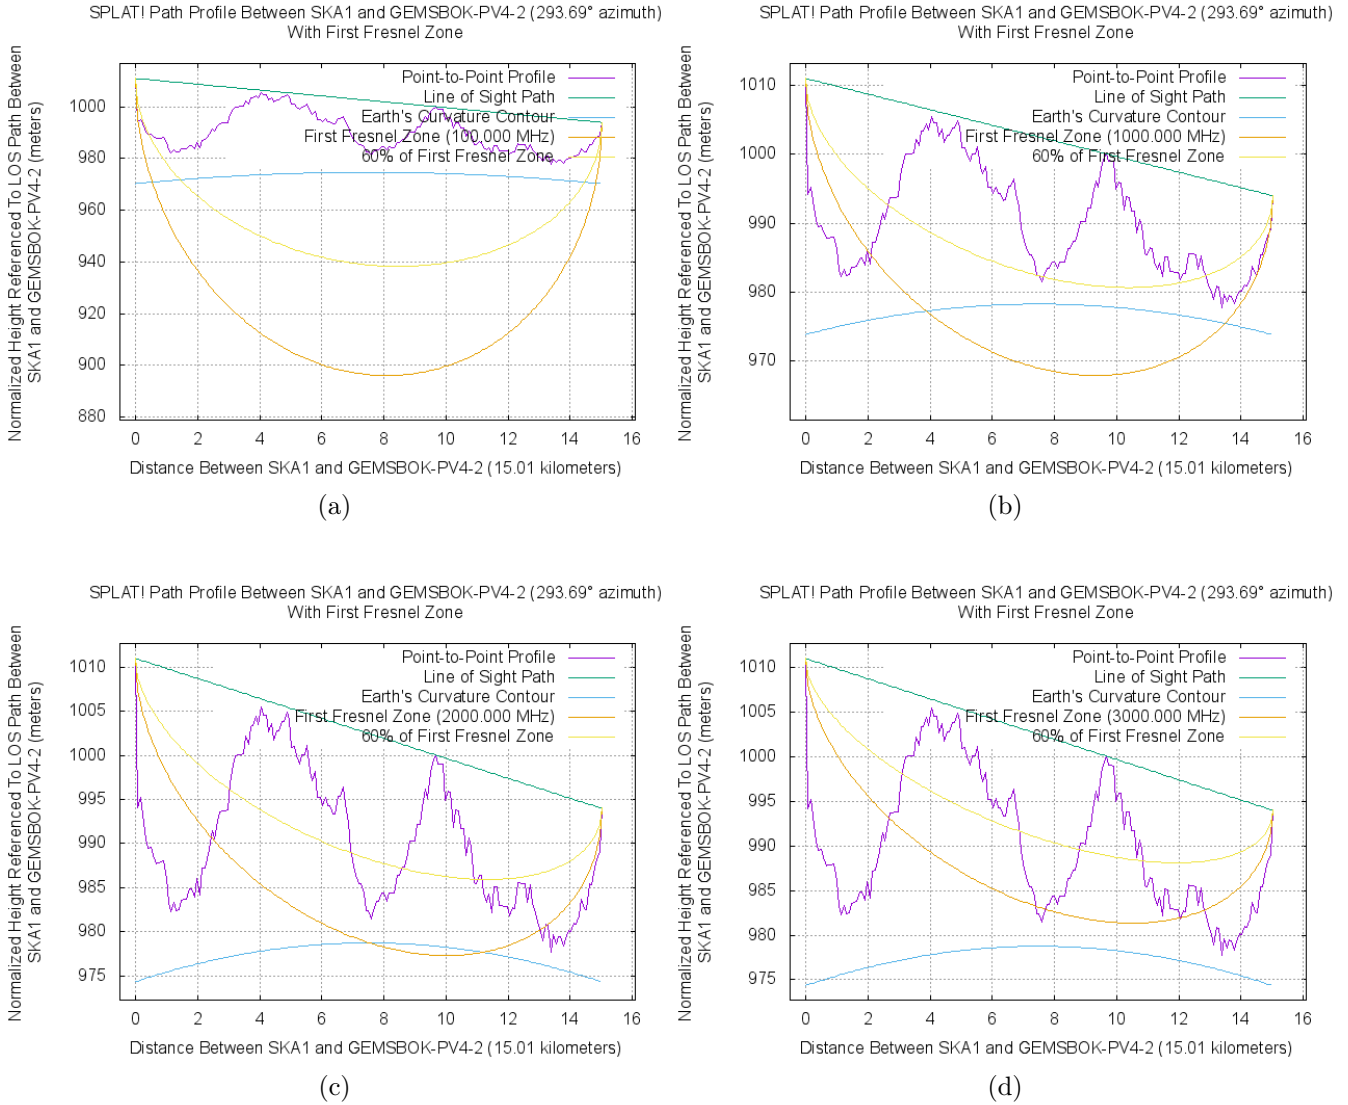 SPLAT! Path Profile Between SKA1 and GEMSBOK-PV4-2 (293.69° azimuth)
With First Fresnel Zone
Normalized Height Referenced To LOS Path Between
SKA1 and GEMSBOK-PV4-2 (meters)
Point-to-Point Profile
Line of Sight Path
Earth's Curvature Contour
First Fresnel Zone (100.000 MHz)
60% of First Fresnel Zone
1000
980
960
940
920
900
880
0 2 4 6 8 10 12 14 16
Distance Between SKA1 and GEMSBOK-PV4-2 (15.01 kilometers)
(a)
SPLAT! Path Profile Between SKA1 and GEMSBOK-PV4-2 (293.69° azimuth)
With First Fresnel Zone
Normalized Height Referenced To LOS Path Between
SKA1 and GEMSBOK-PV4-2 (meters)
Point-to-Point Profile
Line of Sight Path
Earth's Curvature Contour
First Fresnel Zone (1000.000 MHz)
60% of First Fresnel Zone
1010
1000
990
980
970
0 2 4 6 8 10 12 14 16
Distance Between SKA1 and GEMSBOK-PV4-2 (15.01 kilometers)
(b)
SPLAT! Path Profile Between SKA1 and GEMSBOK-PV4-2 (293.69° azimuth)
With First Fresnel Zone
Normalized Height Referenced To LOS Path Between
SKA1 and GEMSBOK-PV4-2 (meters)
Point-to-Point Profile
Line of Sight Path
Earth's Curvature Contour
First Fresnel Zone (2000.000 MHz)
60% of First Fresnel Zone
1010
1005
1000
995
990
985
980
975
0 2 4 6 8 10 12 14 16
Distance Between SKA1 and GEMSBOK-PV4-2 (15.01 kilometers)
(c)
SPLAT! Path Profile Between SKA1 and GEMSBOK-PV4-2 (293.69° azimuth)
With First Fresnel Zone
Normalized Height Referenced To LOS Path Between
SKA1 and GEMSBOK-PV4-2 (meters)
Point-to-Point Profile
Line of Sight Path
Earth's Curvature Contour
First Fresnel Zone (3000.000 MHz)
60% of First Fresnel Zone
1010
1005
1000
995
990
985
980
975
0 2 4 6 8 10 12 14 16
Distance Between SKA1 and GEMSBOK-PV4-2 (15.01 kilometers)
(d)